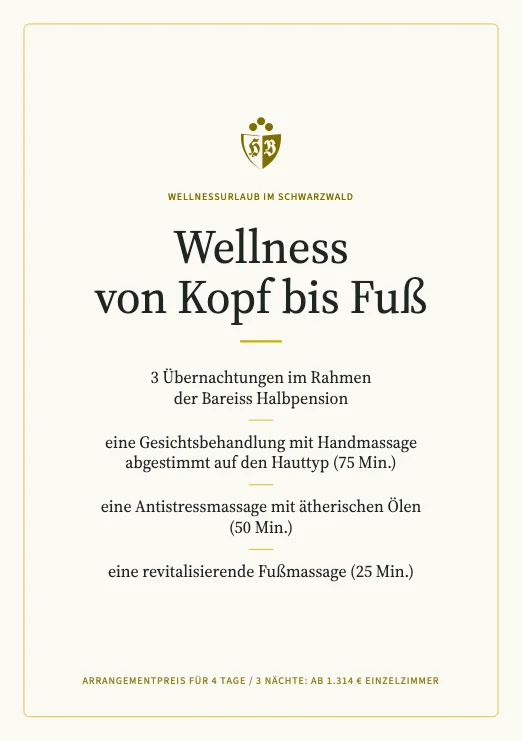 HB
WELLNESSURLAUB IM SCHWARZWALD
Wellness
von Kopf bis Fuß
3 Übernachtungen im Rahmen
der Bareiss Halbpension
eine Gesichtsbehandlung mit Handmassage
abgestimmt auf den Hauttyp (75 Min.)
eine Antistressmassage mit ätherischen Ölen
(50 Min.)
eine revitalisierende Fußmassage (25 Min.)
ARRANGEMENTPREIS FÜR 4 TAGE / 3 NÄCHTE: AB 1.314 € EINZELZIMMER